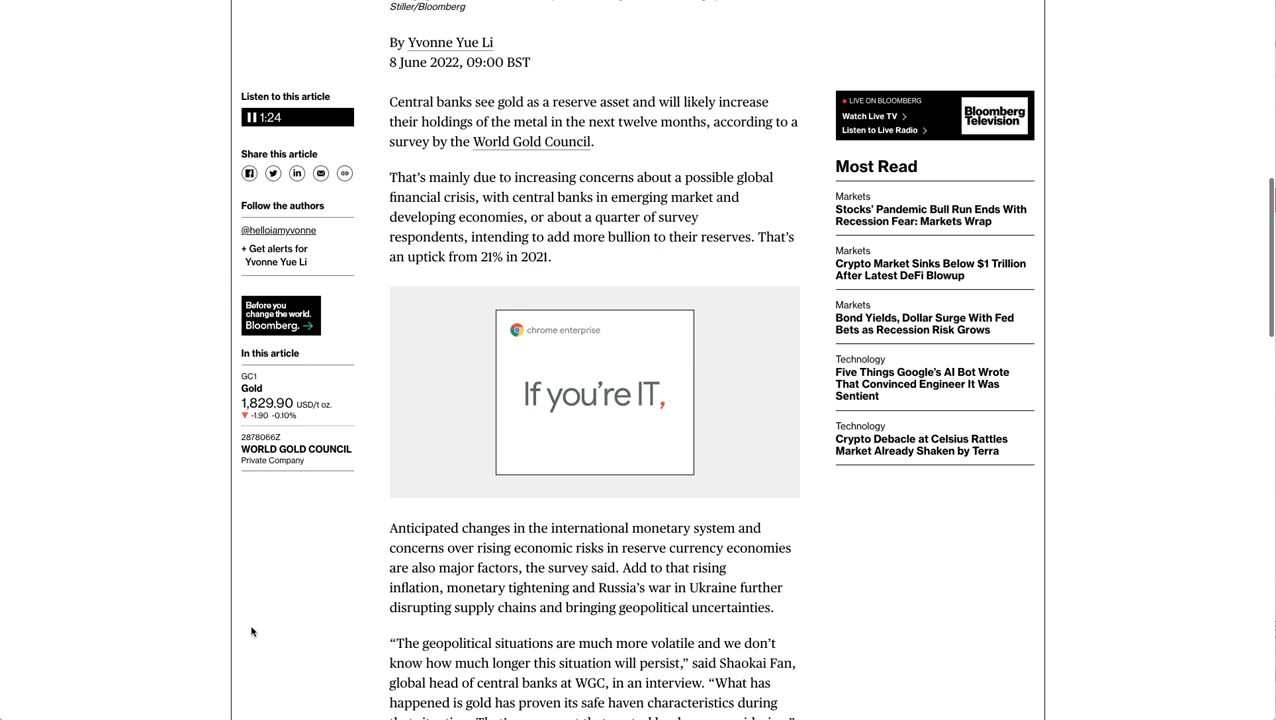 Stiller/Bloomberg
By Yvonne Yue Li
8 June 2022, 09:00 BST
Listen to this article
1:24
Share this article
Follow the authors
@helloiamyvonne
+ Get alerts for
Yvonne Yue Li
Before you
change the world.
Bloomberg.
In this article
GC1
Gold
1,829.90 USD/t oz.
▼ -1.90 -0.10%
2878066Z
WORLD GOLD COUNCIL
Private Company
Central banks see gold as a reserve asset and will likely increase
their holdings of the metal in the next twelve months, according to a
survey by the World Gold Council.
That’s mainly due to increasing concerns about a possible global
financial crisis, with central banks in emerging market and
developing economies, or about a quarter of survey
respondents, intending to add more bullion to their reserves. That’s
an uptick from 21% in 2021.
chrome enterprise
If you’re IT,
Anticipated changes in the international monetary system and
concerns over rising economic risks in reserve currency economies
are also major factors, the survey said. Add to that rising
inflation, monetary tightening and Russia’s war in Ukraine further
disrupting supply chains and bringing geopolitical uncertainties.
“The geopolitical situations are much more volatile and we don’t
know how much longer this situation will persist,” said Shaokai Fan,
global head of central banks at WGC, in an interview. “What has
happened is gold has proven its safe haven characteristics during
LIVE ON BLOOMBERG
Watch Live TV
Listen to Live Radio
Bloomberg
Television
Most Read
Markets
Stocks’ Pandemic Bull Run Ends With
Recession Fear: Markets Wrap
Markets
Crypto Market Sinks Below $1 Trillion
After Latest DeFi Blowup
Markets
Bond Yields, Dollar Surge With Fed
Bets as Recession Risk Grows
Technology
Five Things Google’s AI Bot Wrote
That Convinced Engineer It Was
Sentient
Technology
Crypto Debacle at Celsius Rattles
Market Already Shaken by Terra